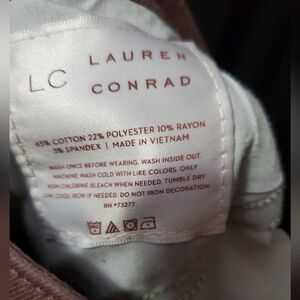 LC LAUREN
CONRAD
COTTON 22% POLYESTER 10% RAYON
SPANDEX | MADE IN VIETNAM
WASH ONCE BEFORE WEARING. WASH INSIDE OUT.
MACHINE WASH COLD WITH LIKE COLORS. ONLY
NON-CHLORINE BLEACH WHEN NEEDED. TUMBLE DRY
LOW. COOL IRON IF NEEDED. DO NOT IRON DECORATION.
RN #73277